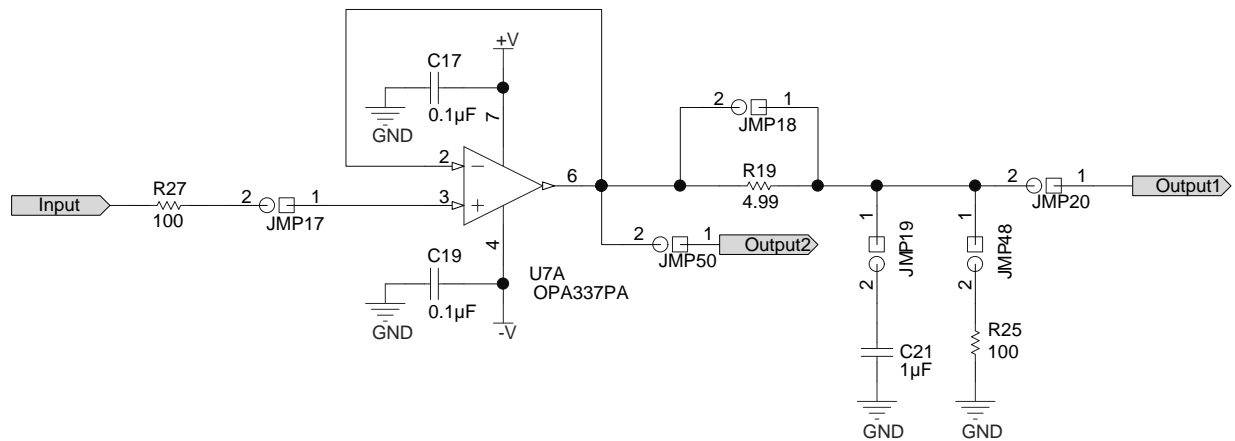 +V
C17
0.1µF
GND
7
2
−
3
+
6
4
Input
R27
100
2
1
JMP17
C19
0.1µF
GND
-V
U7A
OPA337PA
2
1
JMP18
R19
4.99
2
1
JMP50
Output2
1
JMP19
2
C21
1µF
GND
1
JMP48
2
R25
100
GND
2
1
JMP20
Output1